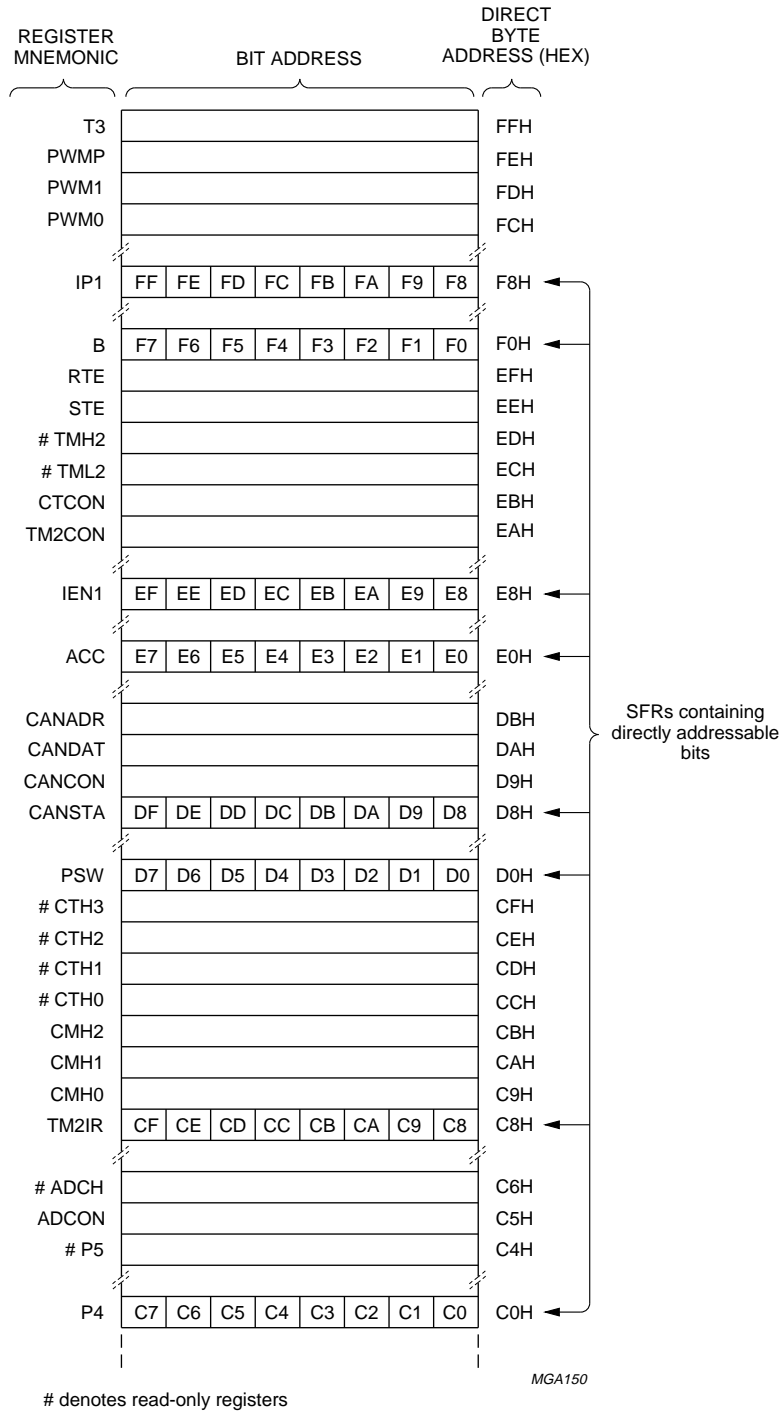 REGISTER
MNEMONIC
BIT ADDRESS
DIRECT
BYTE
ADDRESS (HEX)
T3 FFH
PWMP FEH
PWM1 FDH
PWM0 FCH
IP1 FF FE FD FC FB FA F9 F8 F8H
B F7 F6 F5 F4 F3 F2 F1 F0 F0H
RTE EFH
STE EEH
# TMH2 EDH
# TML2 ECH
CTCON EBH
TM2CON EAH
IEN1 EF EE ED EC EB EA E9 E8 E8H
ACC E7 E6 E5 E4 E3 E2 E1 E0 E0H
CANADR DBH
CANDAT DAH
CANCON D9H
CANSTA DF DE DD DC DB DA D9 D8 D8H
SFRs containing
directly addressable
bits
PSW D7 D6 D5 D4 D3 D2 D1 D0 D0H
# CTH3 CFH
# CTH2 CEH
# CTH1 CDH
# CTH0 CCH
CMH2 CBH
CMH1 CAH
CMH0 C9H
TM2IR CF CE CD CC CB CA C9 C8 C8H
# ADCH C6H
ADCON C5H
# P5 C4H
P4 C7 C6 C5 C4 C3 C2 C1 C0 C0H
MGA150
# denotes read-only registers